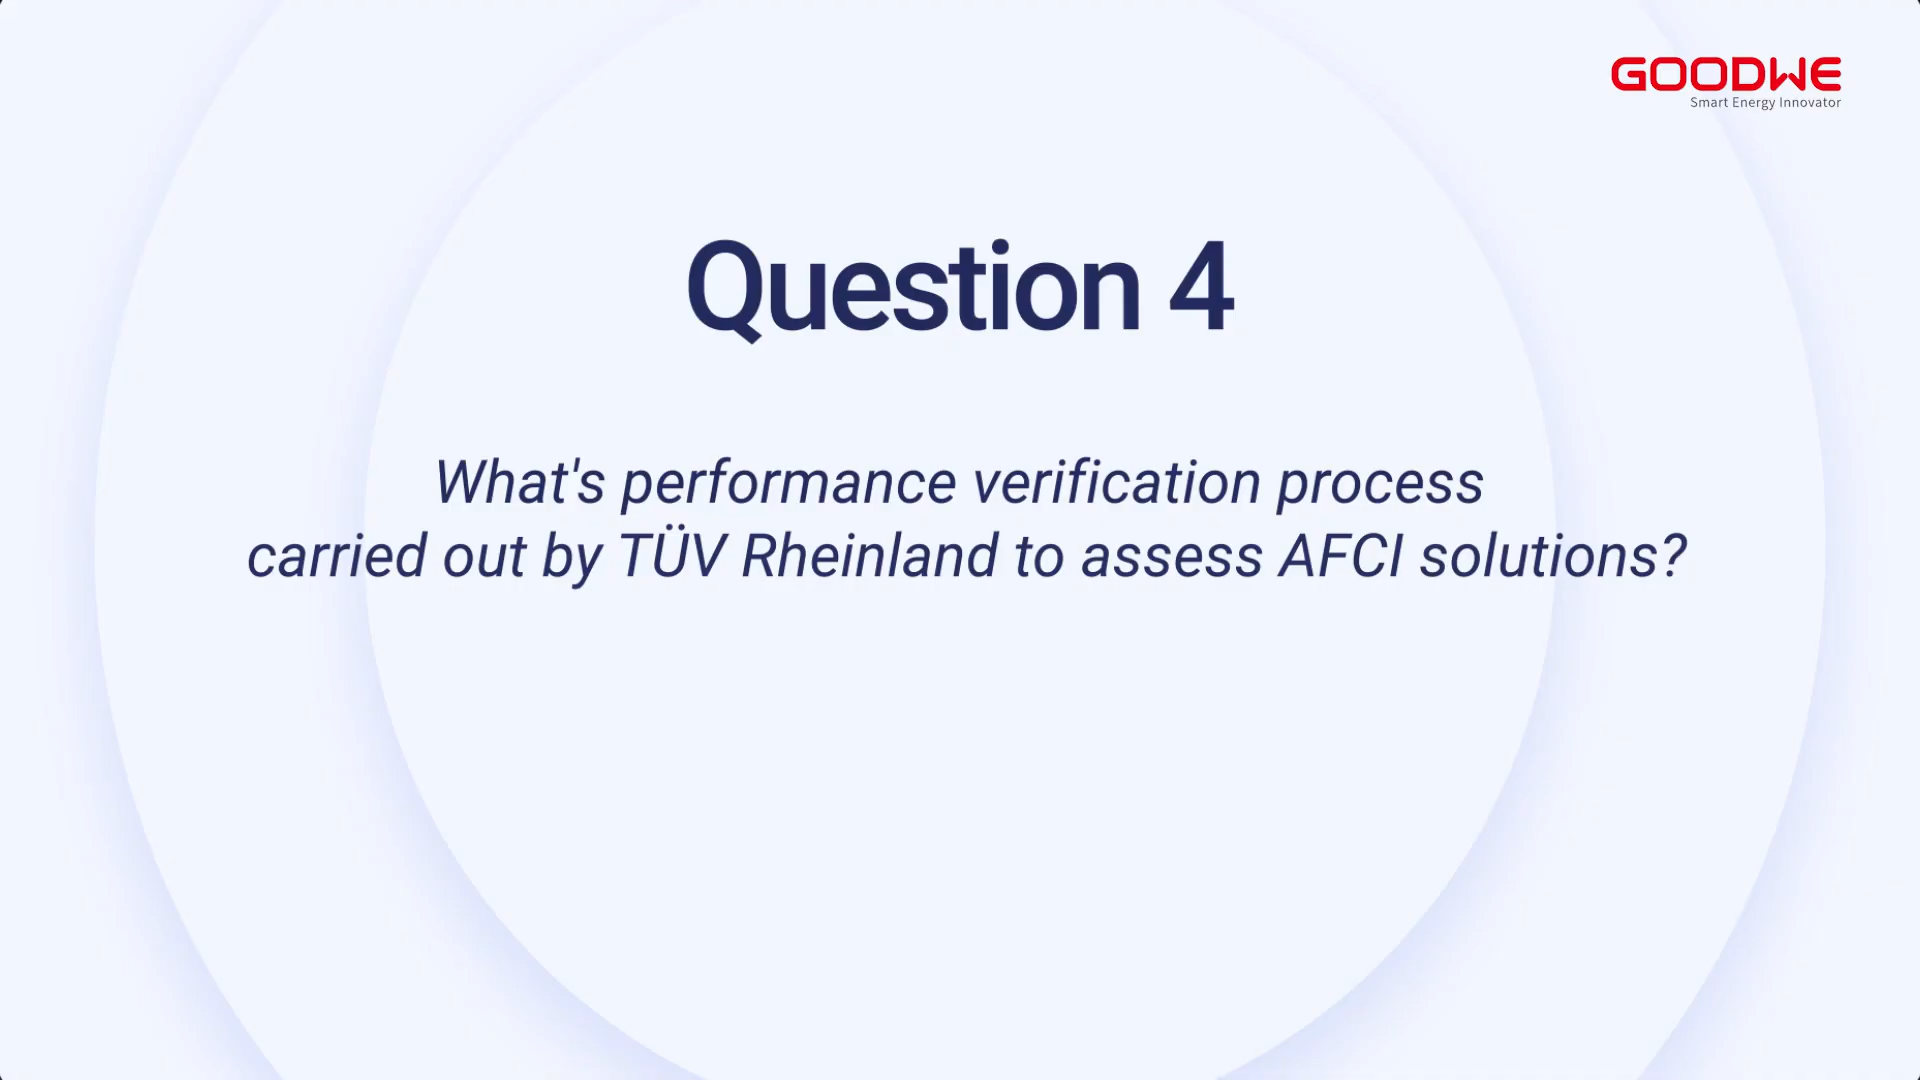 GOODWE
Smart Energy Innovator
Question 4
What's performance verification process
carried out by TÜV Rheinland to assess AFCI solutions?